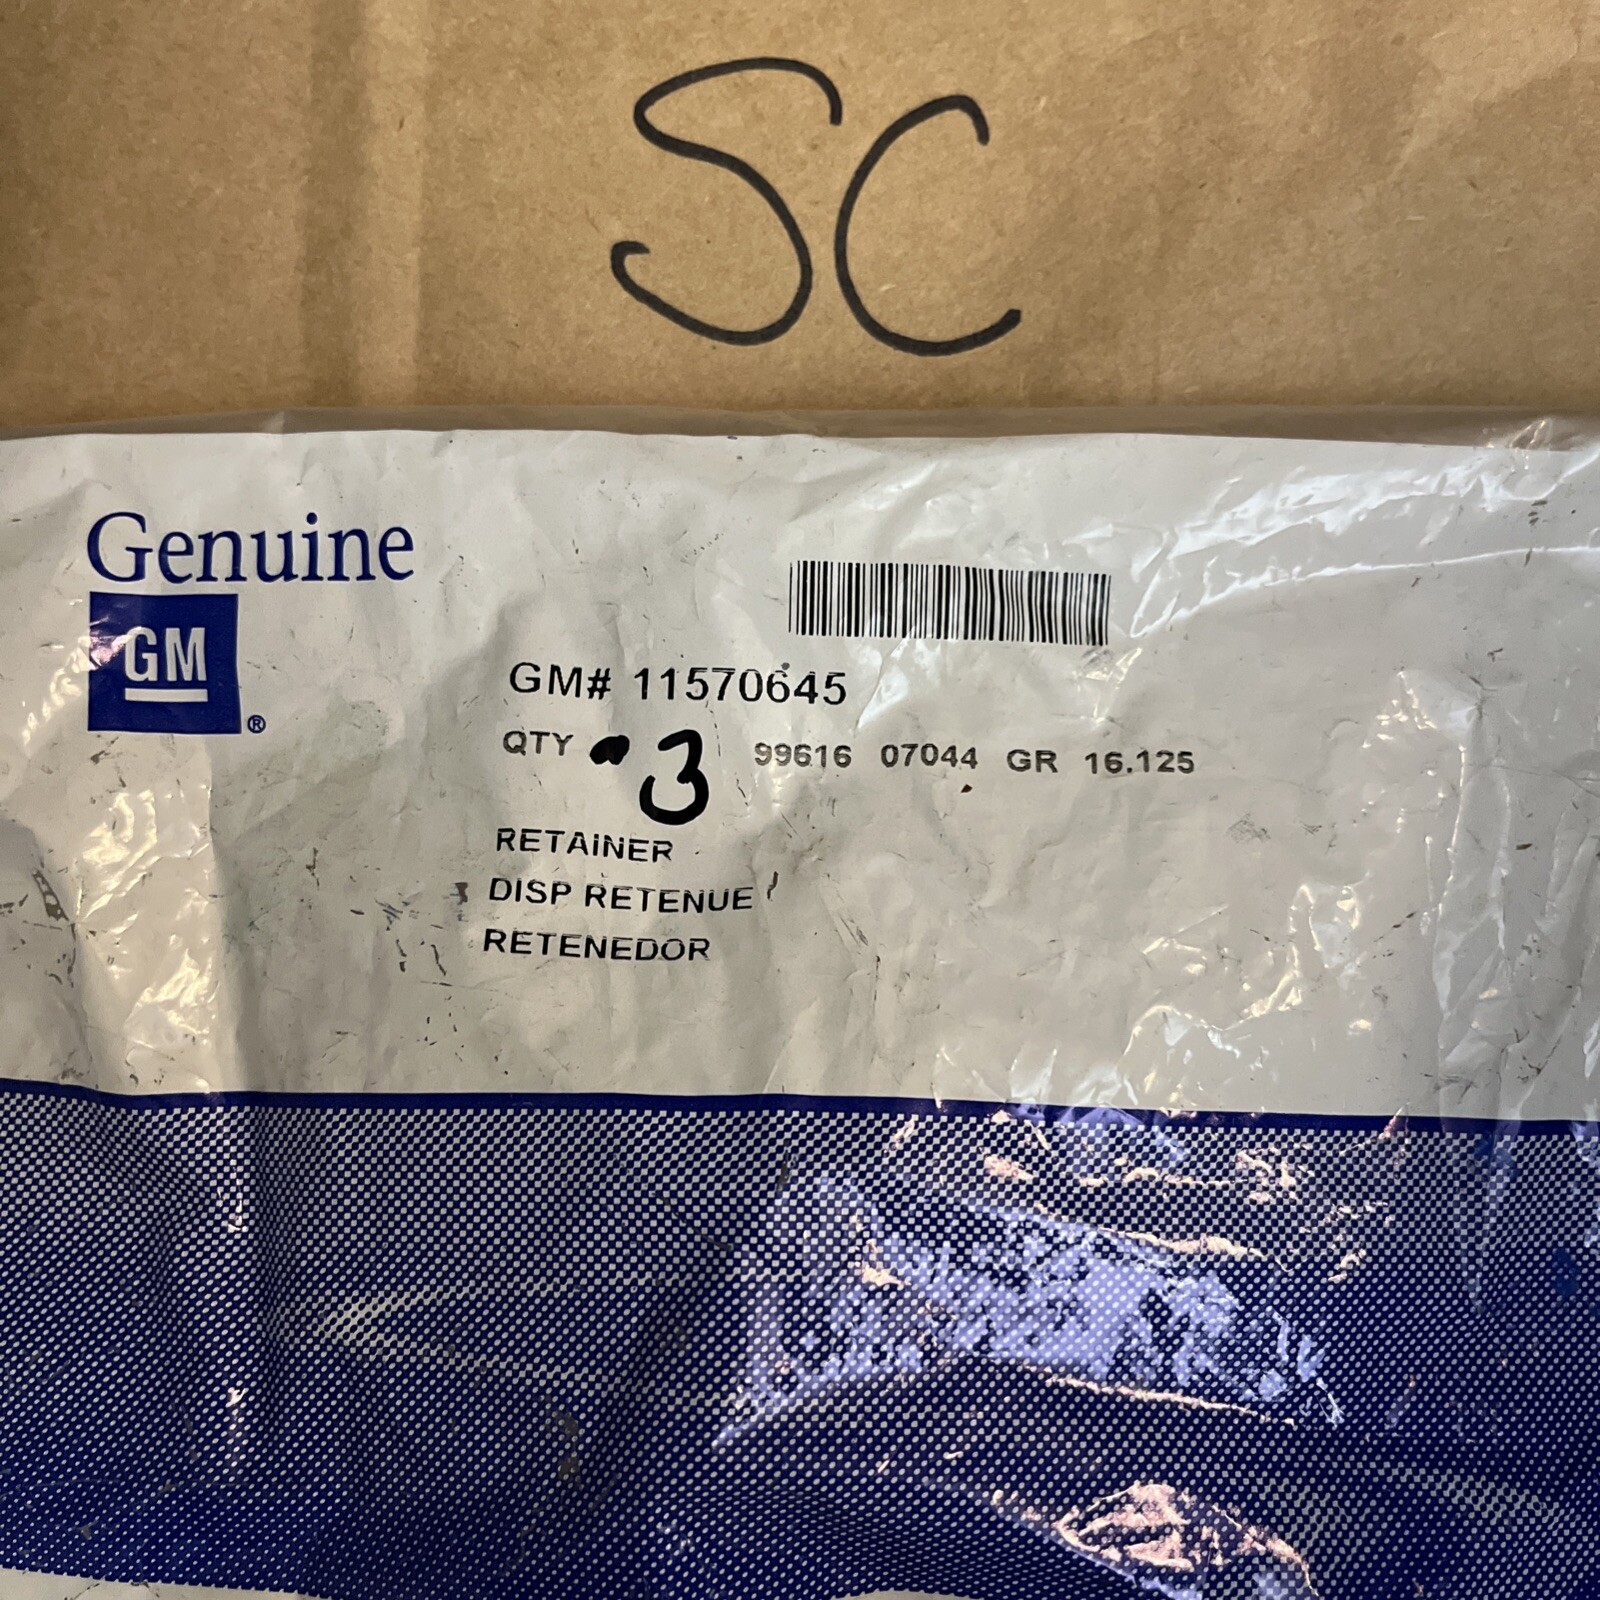 SC
Genuine
GM
®
GM# 11570645
QTY 3 99616 07044 GR 16.125
RETAINER
DISP RETENUE
RETENEDOR